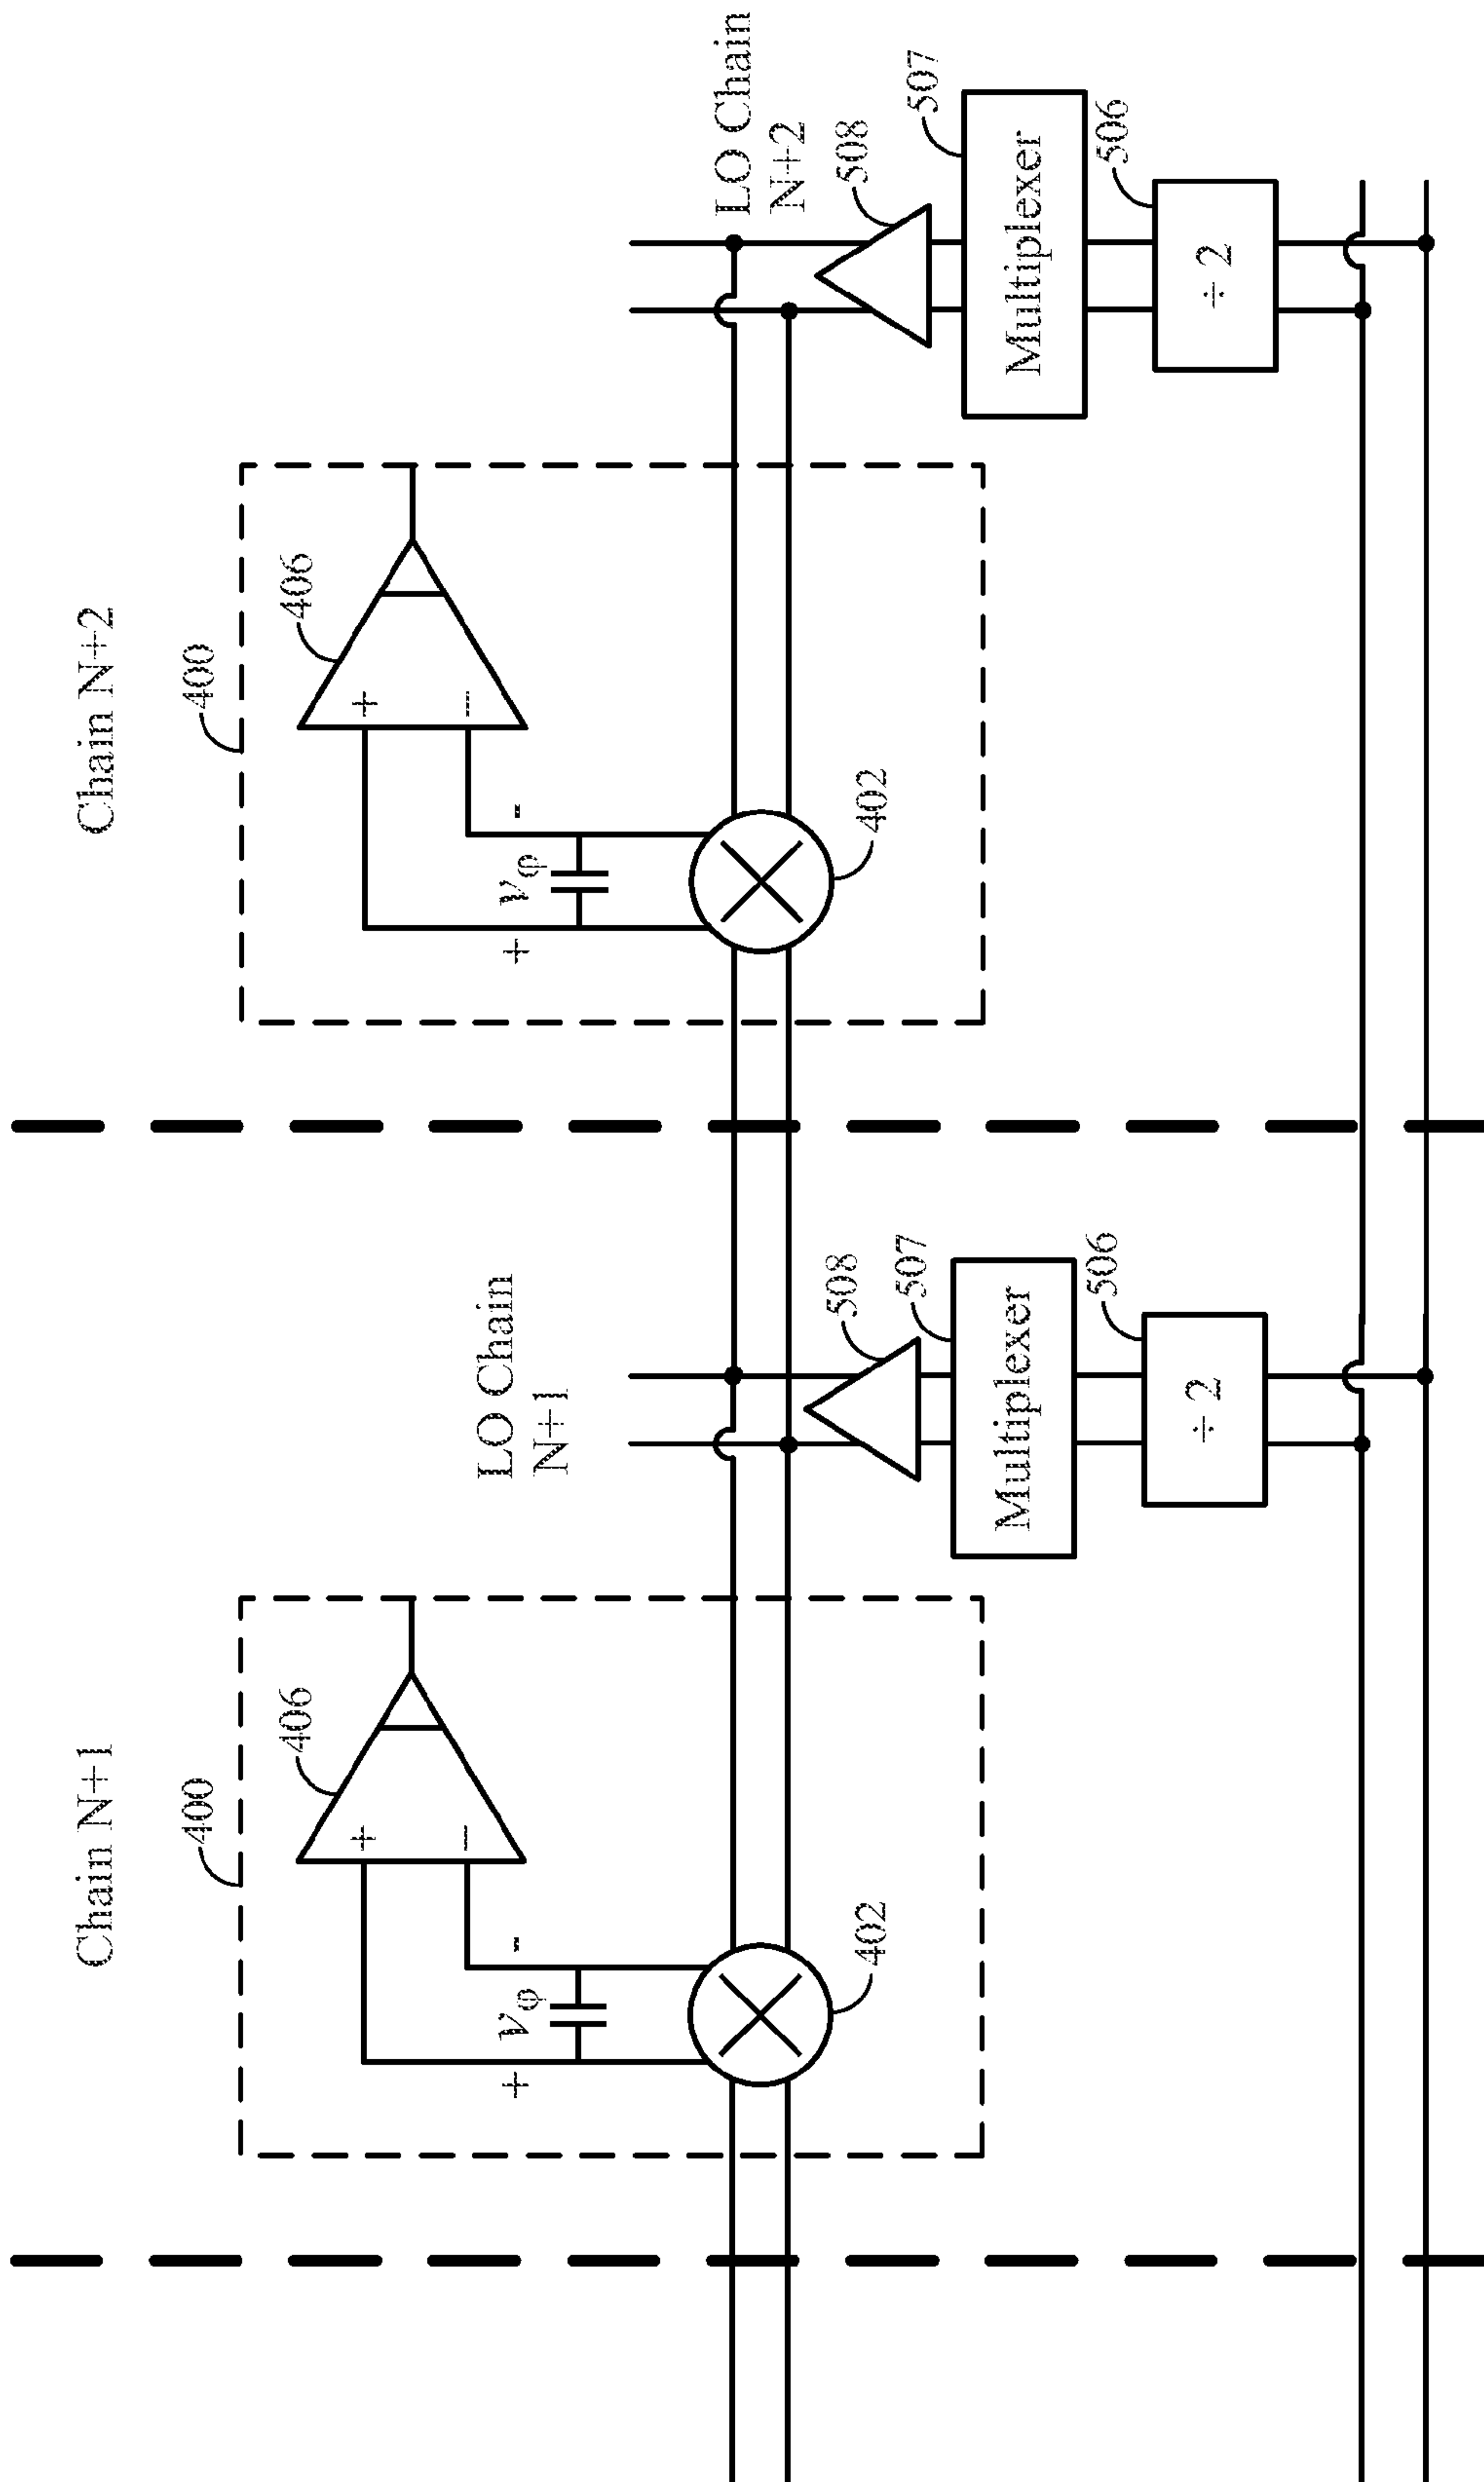 Chain N+1
400
406
+
−
+ vφ -
402
LO Chain
N+1
508
507
Multiplexer
506
÷ 2
Chain N+2
400
406
+
−
+ vφ -
402
LO Chain
N+2
508
507
Multiplexer
506
÷ 2